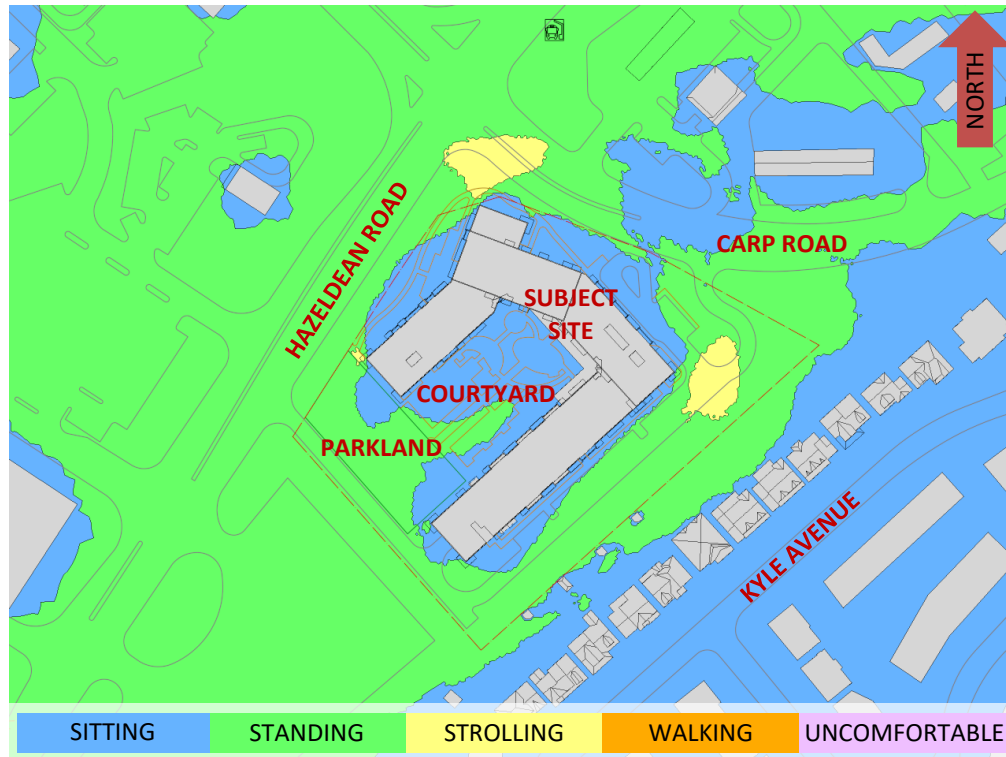 NORTH
HAZELDEAN ROAD
CARP ROAD
SUBJECT
SITE
COURTYARD
PARKLAND
KYLE AVENUE
SITTING
STANDING
STROLLING
WALKING
UNCOMFORTABLE